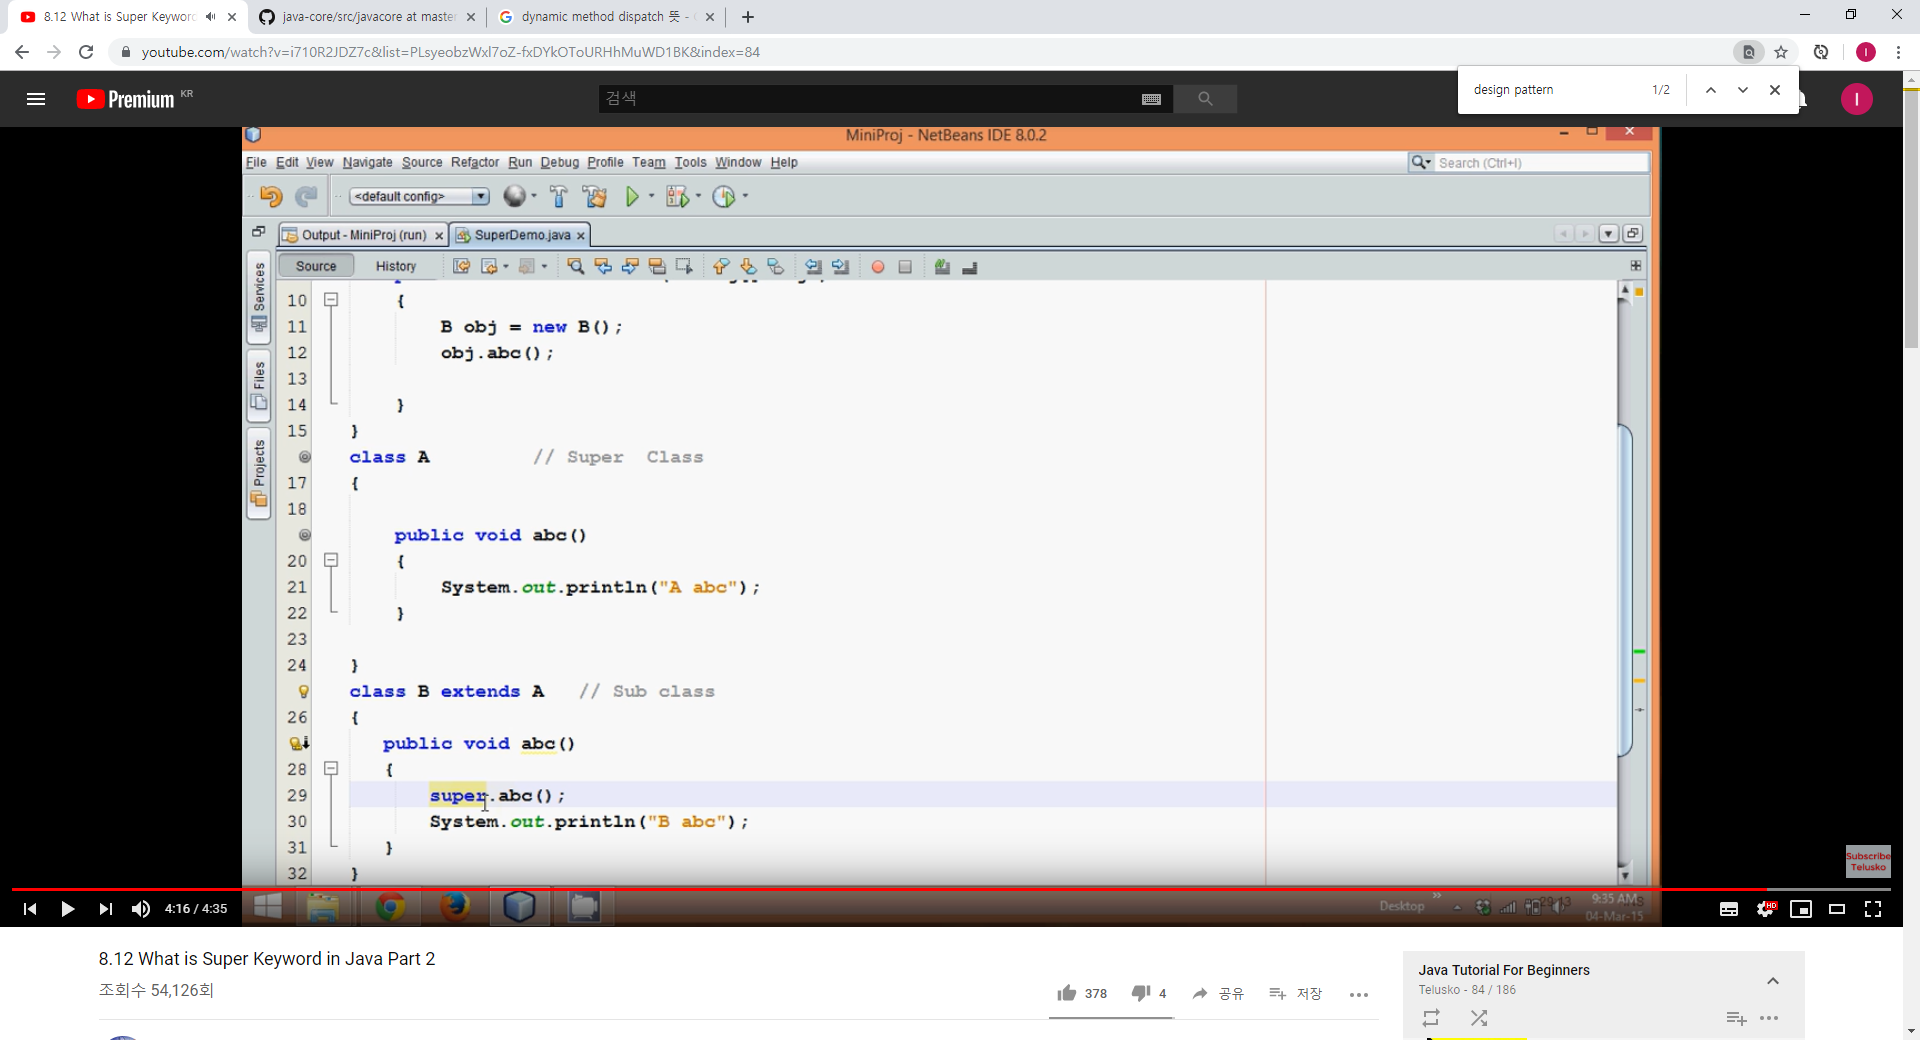 8.12 What is Super Keyword
java-core/src/javacore at master
dynamic method dispatch 뜻 -
youtube.com/watch?v=i710R2JDZ7c&list=PLsyeobzWxl7oZ-fxDYkOToURHhMuWD1BK&index=84
design pattern 1/2
Premium KR
검색
I
MiniProj - NetBeans IDE 8.0.2
File Edit View Navigate Source Refactor Run Debug Profile Team Tools Window Help
Search (Ctrl+I)
<default config>
Output - MiniProj (run)
SuperDemo.java
Source History
Services
Files
Projects
10 {
11 B obj = new B();
12 obj.abc();
13
14 }
15 }
class A // Super Class
17 {
18
public void abc()
20 {
21 System.out.println("A abc");
22 }
23
24 }
class B extends A // Sub class
26 {
public void abc()
28 {
29 super.abc();
30 System.out.println("B abc");
31 }
32 }
Subscribe
Telusko
4:16 / 4:35
Desktop
9:35 AM
04-Mar-15
HD
8.12 What is Super Keyword in Java Part 2
조회수 54,126회
378 4 공유 저장
Java Tutorial For Beginners
Telusko - 84 / 186